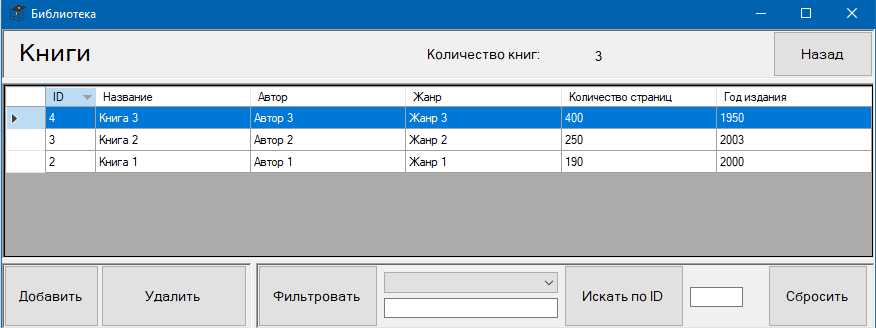 Библиотека
Книги Количество книг: 3 Назад
ID Название Автор Жанр Количество страниц Год издания
4 Книга 3 Автор 3 Жанр 3 400 1950
3 Книга 2 Автор 2 Жанр 2 250 2003
2 Книга 1 Автор 1 Жанр 1 190 2000
Добавить Удалить Фильтровать Искать по ID Сбросить